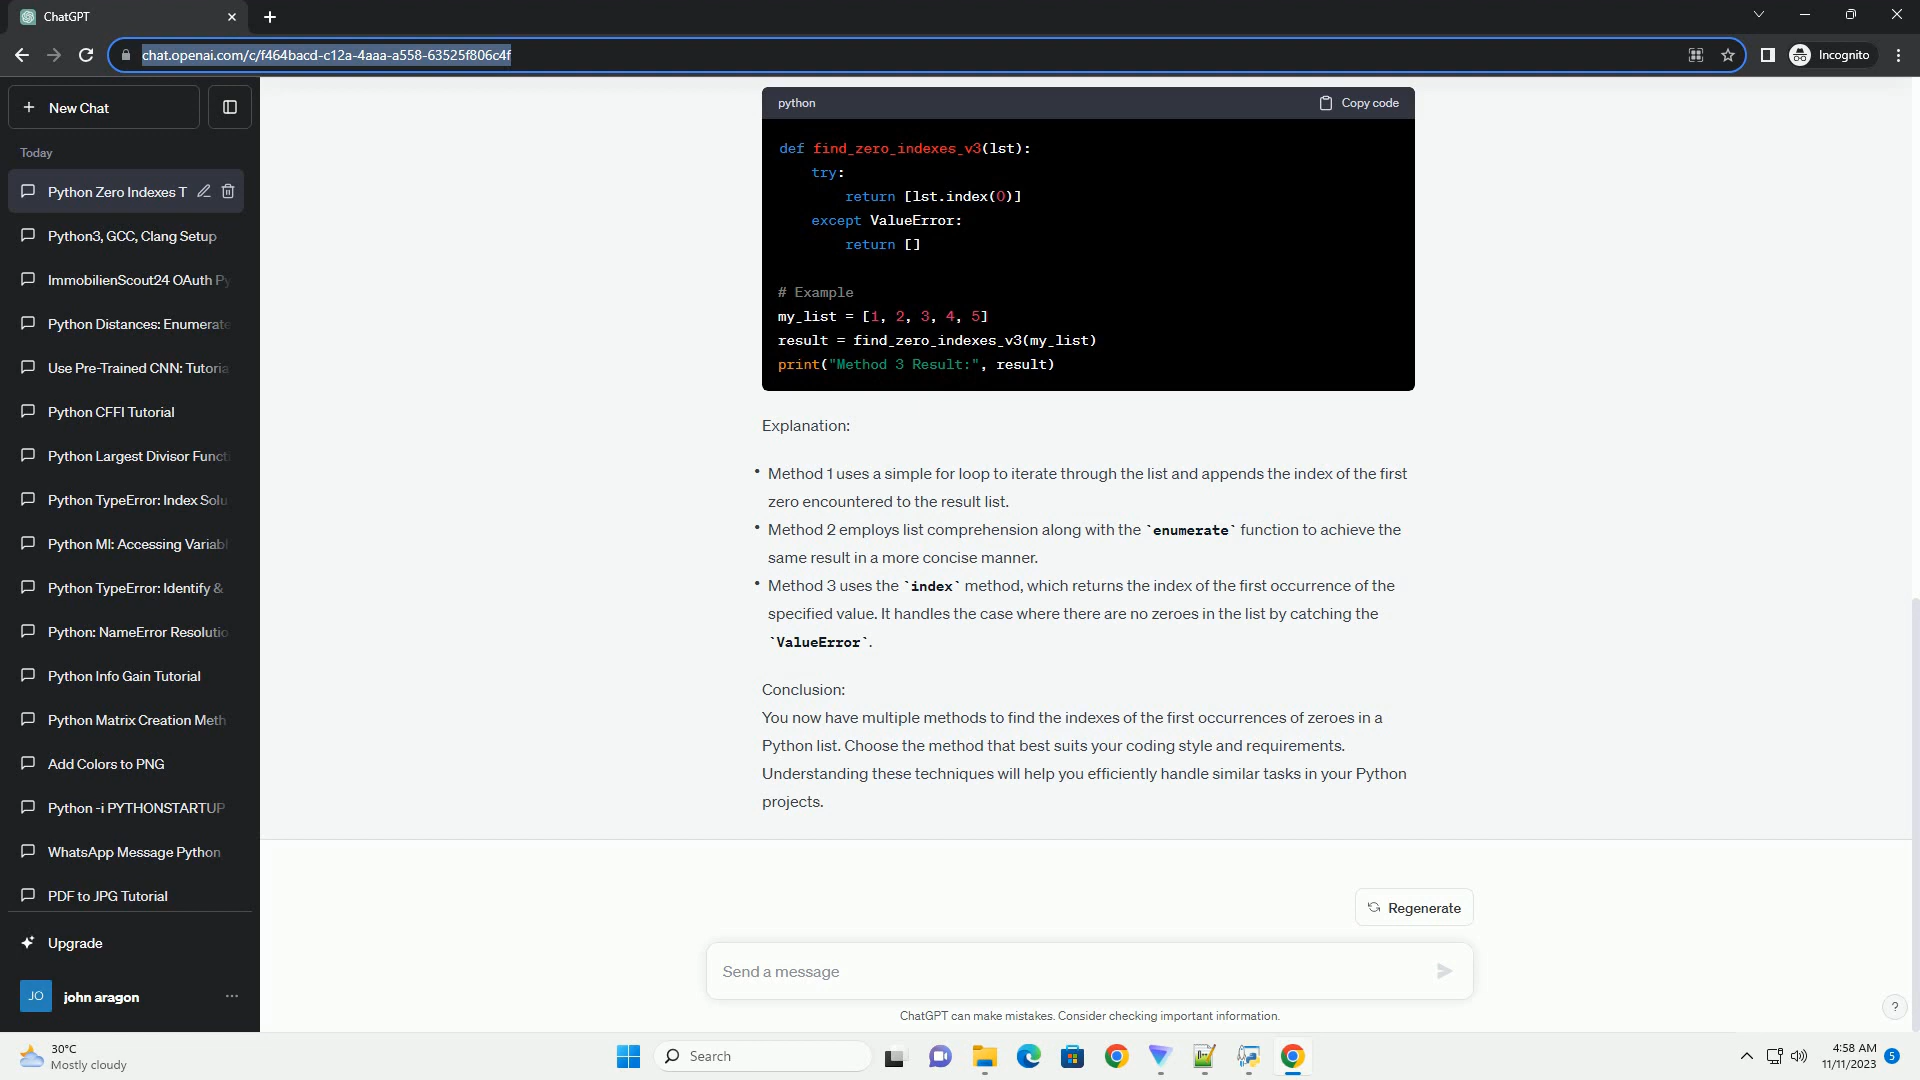 ChatGPT
chat.openai.com/c/f464bacd-c12a-4aaa-a558-63525f806c4f
Incognito
New Chat
Today
Python Zero Indexes T
Python3, GCC, Clang Setup
ImmobilienScout24 OAuth Py
Python Distances: Enumerate
Use Pre-Trained CNN: Tutoria
Python CFFI Tutorial
Python Largest Divisor Functi
Python TypeError: Index Solu
Python MI: Accessing Variabl
Python TypeError: Identify &
Python: NameError Resolutio
Python Info Gain Tutorial
Python Matrix Creation Meth
Add Colors to PNG
Python -i PYTHONSTARTUP
WhatsApp Message Python
PDF to JPG Tutorial
Upgrade
JO john aragon
python
Copy code
def find_zero_indexes_v3(lst):
try:
return [lst.index(0)]
except ValueError:
return []
# Example
my_list = [1, 2, 3, 4, 5]
result = find_zero_indexes_v3(my_list)
print("Method 3 Result:", result)
Explanation:
• Method 1 uses a simple for loop to iterate through the list and appends the index of the first
zero encountered to the result list.
• Method 2 employs list comprehension along with the `enumerate` function to achieve the
same result in a more concise manner.
• Method 3 uses the `index` method, which returns the index of the first occurrence of the
specified value. It handles the case where there are no zeroes in the list by catching the
`ValueError`.
Conclusion:
You now have multiple methods to find the indexes of the first occurrences of zeroes in a
Python list. Choose the method that best suits your coding style and requirements.
Understanding these techniques will help you efficiently handle similar tasks in your Python
projects.
Regenerate
Send a message
ChatGPT can make mistakes. Consider checking important information.
?
30°C
Mostly cloudy
Search
4:58 AM
11/11/2023
5